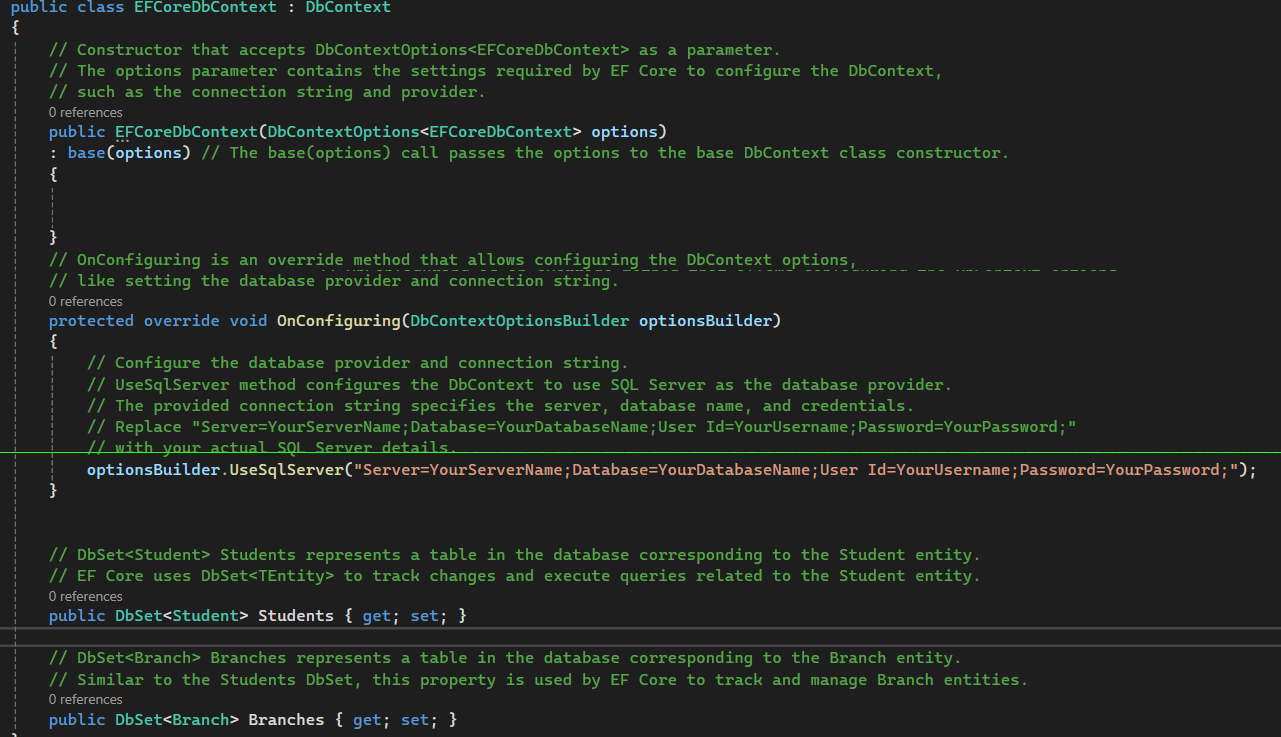 public class EFCoreDbContext : DbContext
{
// Constructor that accepts DbContextOptions<EFCoreDbContext> as a parameter.
// The options parameter contains the settings required by EF Core to configure the DbContext,
// such as the connection string and provider.
0 references
public EFCoreDbContext(DbContextOptions<EFCoreDbContext> options)
: base(options) // The base(options) call passes the options to the base DbContext class constructor.
{
}
// OnConfiguring is an override method that allows configuring the DbContext options,
// like setting the database provider and connection string.
0 references
protected override void OnConfiguring(DbContextOptionsBuilder optionsBuilder)
{
// Configure the database provider and connection string.
// UseSqlServer method configures the DbContext to use SQL Server as the database provider.
// The provided connection string specifies the server, database name, and credentials.
// Replace "Server=YourServerName;Database=YourDatabaseName;User Id=YourUsername;Password=YourPassword;"
// with your actual SQL Server details.
optionsBuilder.UseSqlServer("Server=YourServerName;Database=YourDatabaseName;User Id=YourUsername;Password=YourPassword;");
}
// DbSet<Student> Students represents a table in the database corresponding to the Student entity.
// EF Core uses DbSet<TEntity> to track changes and execute queries related to the Student entity.
0 references
public DbSet<Student> Students { get; set; }
// DbSet<Branch> Branches represents a table in the database corresponding to the Branch entity.
// Similar to the Students DbSet, this property is used by EF Core to track and manage Branch entities.
0 references
public DbSet<Branch> Branches { get; set; }